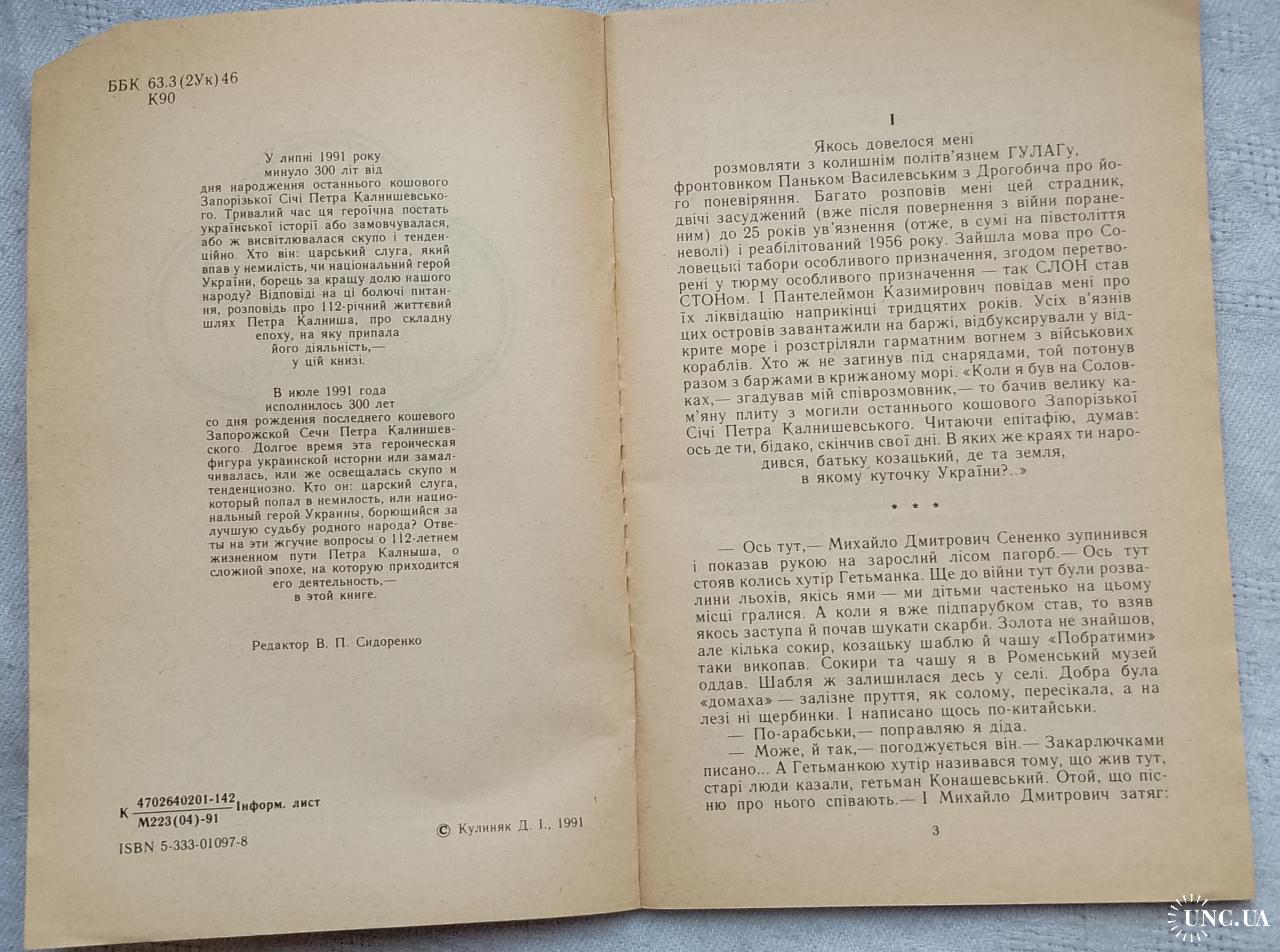 ББК 63.3(2Ук)46
К90
У липні 1991 року
минуло 300 літ від
дня народження останнього кошового
Запорізької Січі Петра Калнишевсько-
го. Тривалий час ця героїчна постать
української історії або замовчувалася,
або ж висвітлювалася скупо і тенден-
ційно. Хто він: царський слуга, який
впав у немилість, чи національний герой
України, борець за кращу долю нашого
народу? Відповіді на ці болючі питан-
ня, розповідь про 112-річний життєвий
шлях Петра Калниша, про складну
епоху, на яку припала
його діяльність,—
у цій книзі.
В июле 1991 года
исполнилось 300 лет
со дня рождения последнего кошевого
Запорожской Сечи Петра Калнишев-
ского. Долгое время эта героическая
фигура украинской истории или замал-
чивалась, или же освещалась скупо и
тенденциозно. Кто он: царский слуга,
который попал в немилость, или нацио-
нальный герой Украины, борющийся за
лучшую судьбу родного народа? Отве-
ты на эти жгучие вопросы о 112-летнем
жизненном пути Петра Калныша, о
сложной эпохе, на которую приходится
его деятельность,—
в этой книге.
Редактор В. П. Сидоренко
К 4702640201-142 Інформ. лист
М223(04)-91
ISBN 5-333-01097-8
© Кулиняк Д. І., 1991
I
Якось довелося мені
розмовляти з колишнім політв'язнем ГУЛАГу,
фронтовиком Паньком Василевським з Дрогобича про йо-
го поневіряння. Багато розповів мені цей страдник,
двічі засуджений (вже після повернення з війни поране-
ним) до 25 років ув'язнення (отже, в сумі на півстоліття
неволі) і реабілітований 1956 року. Зайшла мова про Со-
ловецькі табори особливого призначення, згодом перетво-
рені у тюрму особливого призначення — так СЛОН став
СТОНом. І Пантелеймон Казимирович повідав мені про
їх ліквідацію наприкінці тридцятих років. Усіх в'язнів
цих островів завантажили на баржі, відбуксирували у від-
крите море і розстріляли гарматним вогнем з військових
кораблів. Хто ж не загинув під снарядами, той потонув
разом з баржами в крижаному морі. «Коли я був на Солов-
ках,— згадував мій співрозмовник,— то бачив велику ка-
м'яну плиту з могили останнього кошового Запорізької
Січі Петра Калнишевського. Читаючи епітафію, думав:
ось де ти, бідако, скінчив свої дні. В яких же краях ти наро-
дився, батьку козацький, де та земля,
в якому куточку України?..»
* * *
— Ось тут,— Михайло Дмитрович Сененко зупинився
і показав рукою на зарослий лісом пагорб.— Ось тут
стояв колись хутір Гетьманка. Ще до війни тут були розва-
лини льохів, якісь ями — ми дітьми частенько на цьому
місці гралися. А коли я вже підпарубком став, то взяв
якось заступа й почав шукати скарби. Золота не знайшов,
але кілька сокир, козацьку шаблю й чашу «Побратими»
таки викопав. Сокири та чашу я в Роменський музей
оддав. Шабля ж залишилася десь у селі. Добра була
«домаха» — залізне пруття, як солому, пересікала, а на
лезі ні щербинки. І написано щось по-китайськи.
— По-арабськи,— поправляю я діда.
— Може, й так,— погоджується він.— Закарлючками
писано... А Гетьманкою хутір називався тому, що жив тут,
старі люди казали, гетьман Конашевський. Отой, що піс-
ню про нього співають.— І Михайло Дмитрович затяг:
3
UNC.UA